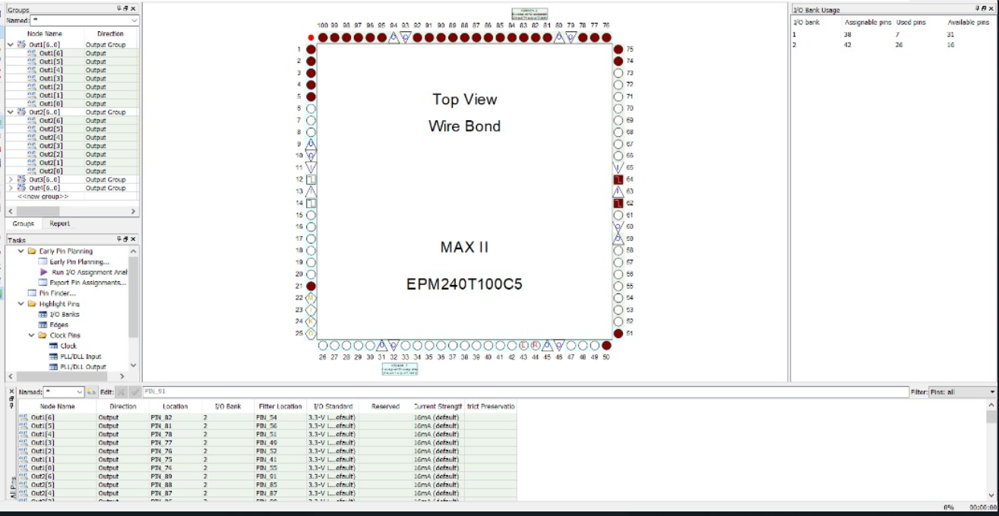 Groups
Named: *
Node Name Direction
Out1[6..0] Output Group
Out1[6] Output
Out1[5] Output
Out1[4] Output
Out1[3] Output
Out1[2] Output
Out1[1] Output
Out1[0] Output
Out2[6..0] Output Group
Out2[6] Output
Out2[5] Output
Out2[4] Output
Out2[3] Output
Out2[2] Output
Out2[1] Output
Out2[0] Output
Out3[6..0] Output Group
Out4[6..0] Output Group
<<new group>>
Groups Report
Tasks
Early Pin Planning
Early Pin Planning...
Run I/O Assignment Anal
Export Pin Assignments...
Pin Finder...
Highlight Pins
I/O Banks
Edges
Clock Pins
Clock
PLL/DLL Input
PLL/DLL Output
100 99 98 97 96 95 94 93 92 91 90 89 88 87 86 85 84 83 82 81 80 79 78 77 76
1 75
2 74
3 73
4 72
5 71
6 70
7 69
8 68
9 67
10 66
11 65
12 64
13 63
14 62
15 61
16 60
17 59
18 58
19 57
20 56
21 55
22 54
23 53
24 52
25 51
Top View
Wire Bond
MAX II
EPM240T100C5
26 27 28 29 30 31 32 33 34 35 36 37 38 39 40 41 42 43 44 45 46 47 48 49 50
I/O Bank Usage
I/O bank Assignable pins Used pins Available pins
1 38 7 31
2 42 26 16
Named: * Edit: PIN_91 Filter: Pins: all
Node Name Direction Location I/O Bank Fitter Location I/O Standard Reserved Current Strength trict Preservatio
Out1[6] Output PIN_82 2 PIN_54 3.3-V L...efault) 16mA (default)
Out1[5] Output PIN_81 2 PIN_56 3.3-V L...efault) 16mA (default)
Out1[4] Output PIN_78 2 PIN_51 3.3-V L...efault) 16mA (default)
Out1[3] Output PIN_77 2 PIN_49 3.3-V L...efault) 16mA (default)
Out1[2] Output PIN_76 2 PIN_52 3.3-V L...efault) 16mA (default)
Out1[1] Output PIN_75 2 PIN_41 3.3-V L...efault) 16mA (default)
Out1[0] Output PIN_74 2 PIN_55 3.3-V L...efault) 16mA (default)
Out2[6] Output PIN_89 2 PIN_91 3.3-V L...efault) 16mA (default)
Out2[5] Output PIN_88 2 PIN_85 3.3-V L...efault) 16mA (default)
Out2[4] Output PIN_87 2 PIN_87 3.3-V L...efault) 16mA (default)
All Pins
0% 00:00:00